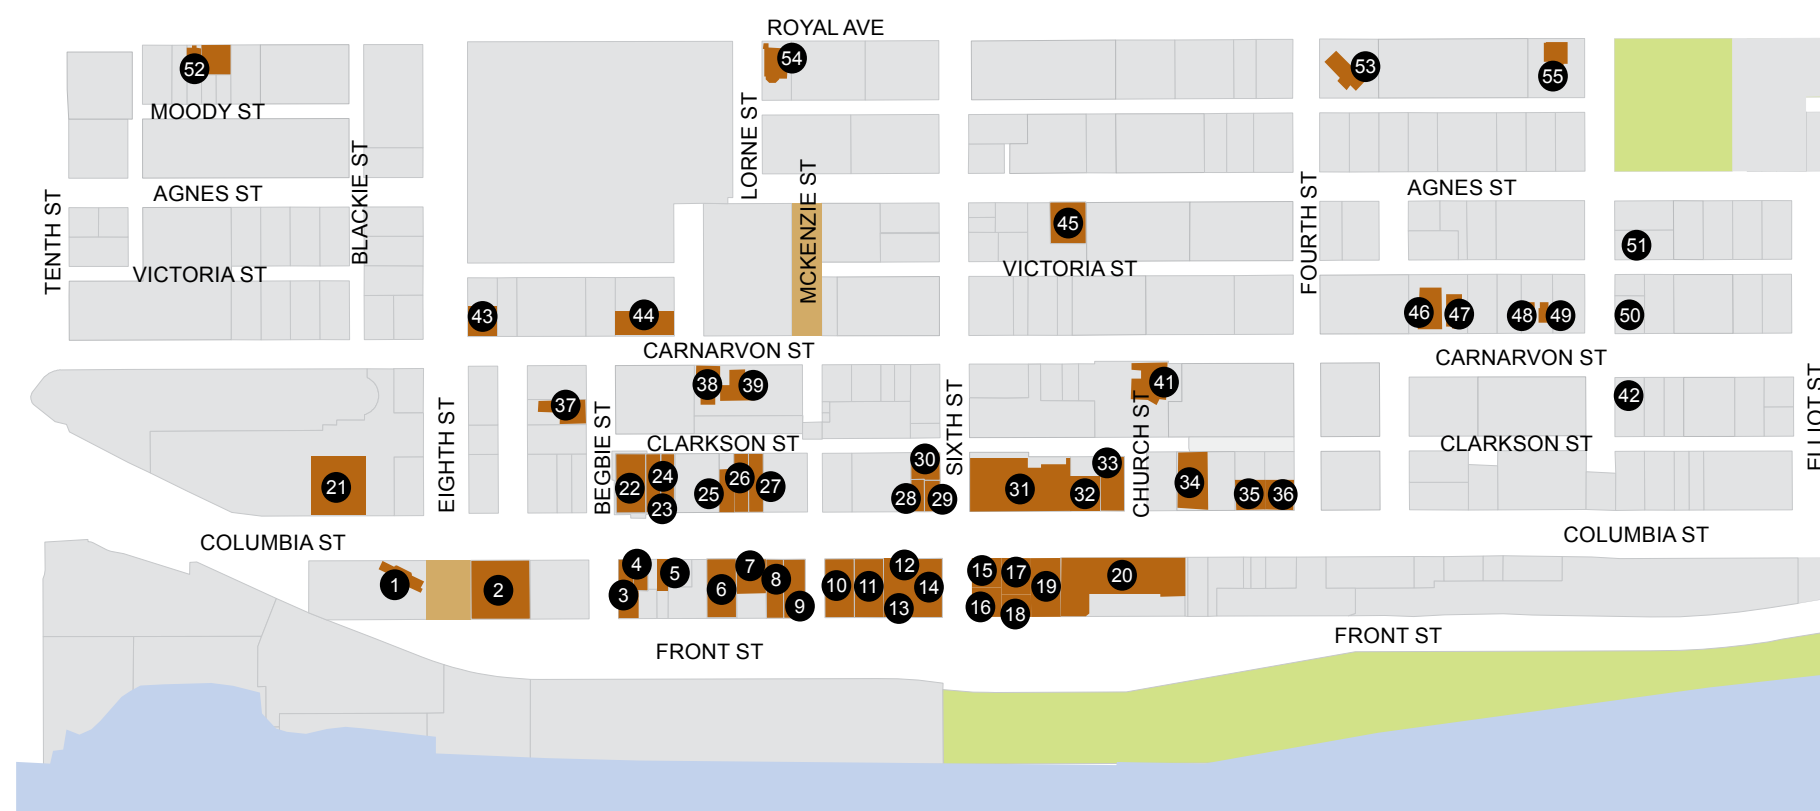 ROYAL AVE
52
54
53
55
MOODY ST
LORNE ST
BLACKIE ST
MCKENZIE ST
AGNES ST
AGNES ST
TENTH ST
FOURTH ST
45
51
VICTORIA ST
VICTORIA ST
43
44
46
47
48
49
50
CARNARVON ST
CARNARVON ST
37
38
39
41
42
EIGHTH ST
BEGBIE ST
SIXTH ST
CHURCH ST
ELLIOT ST
CLARKSON ST
CLARKSON ST
21
22
24
23
25
26
27
30
28
29
31
32
33
34
35
36
COLUMBIA ST
COLUMBIA ST
1
2
4
3
5
6
7
8
9
10
11
12
13
14
15
16
17
18
19
20
FRONT ST
FRONT ST